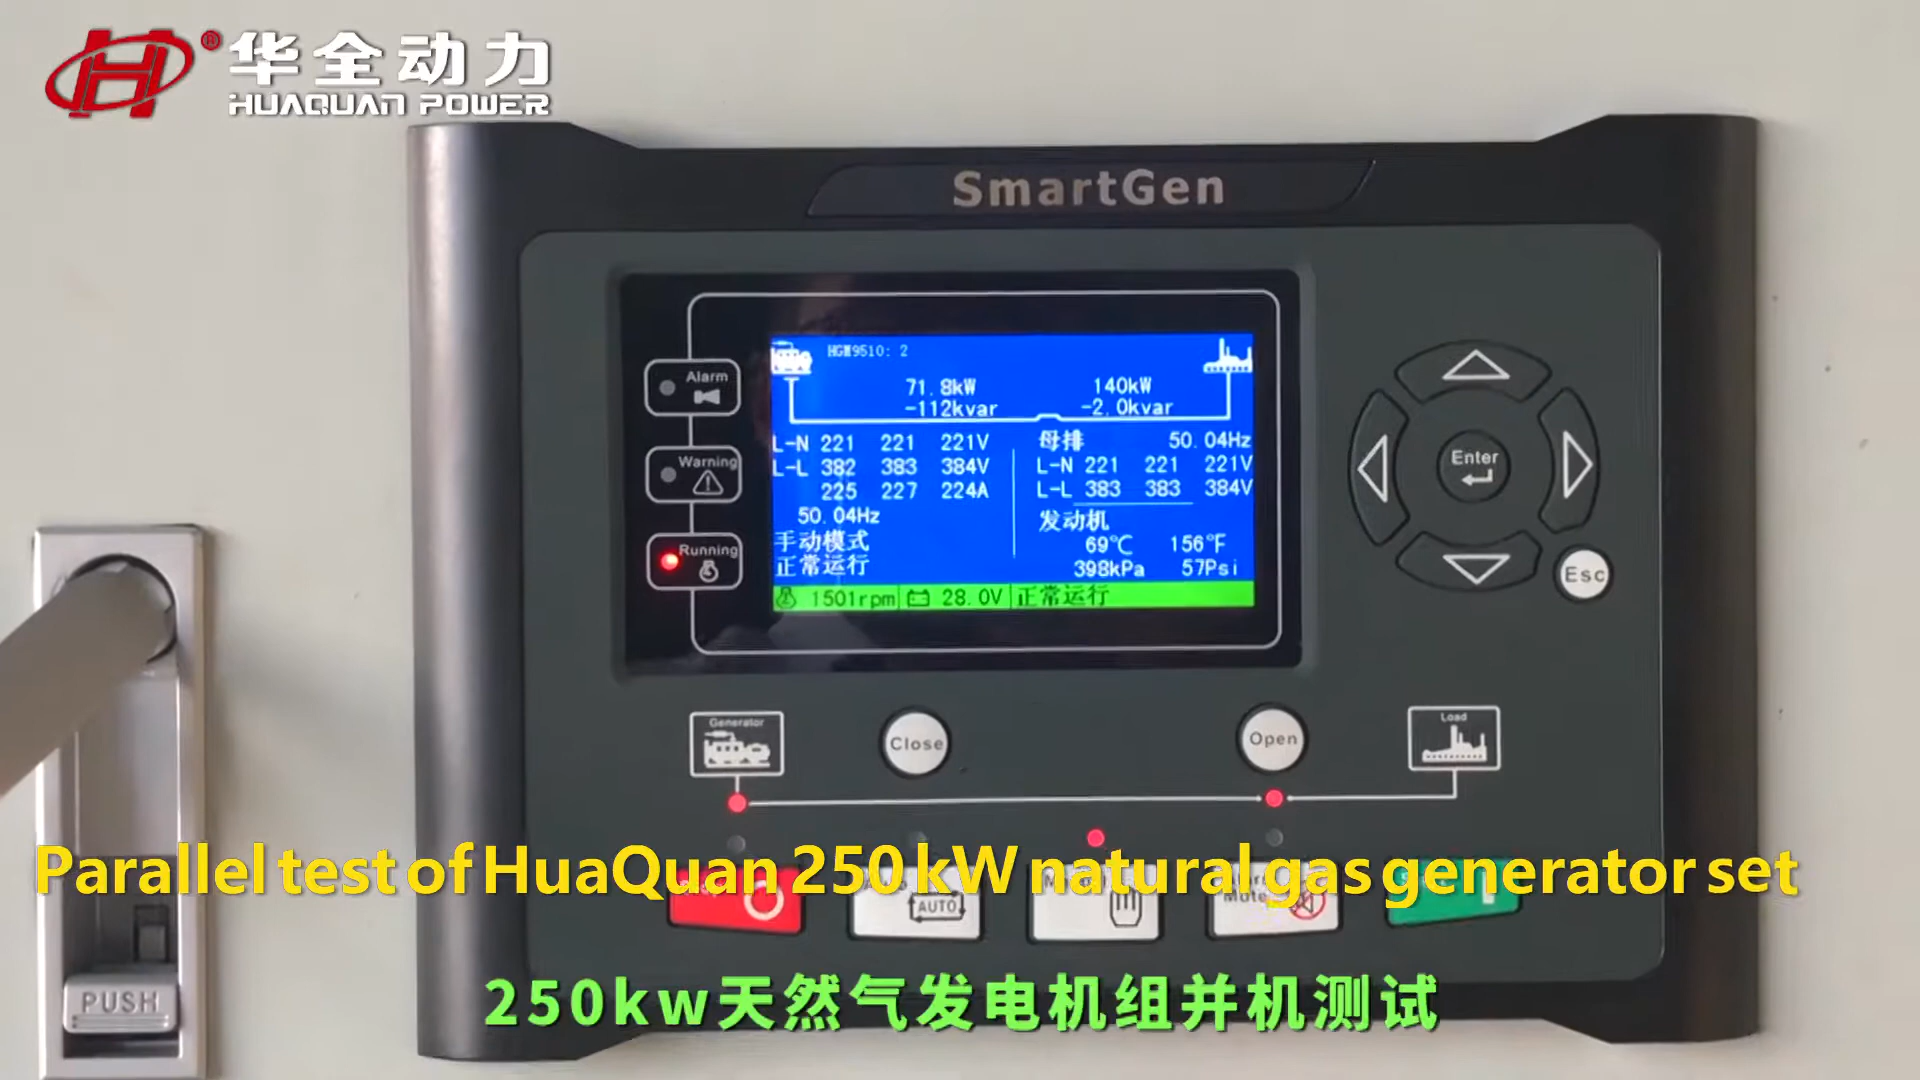 华全动力
HUAQUAN POWER
SmartGen
Alarm
Warning
Running
HGM9510: 2
71.8kW 140kW
-112kvar -2.0kvar
L-N 221 221 221V
L-L 382 383 384V
225 227 224A
50.04Hz
手动模式
正常运行
母排 50.04Hz
L-N 221 221 221V
L-L 383 383 384V
发动机
69℃ 156℉
398kPa 57Psi
1501rpm 28.0V 正常运行
Enter
Esc
Generator
Close
Open
Load
Parallel test of HuaQuan 250 kW natural gas generator set
AUTO
Mute
PUSH
250kw天然气发电机组并机测试